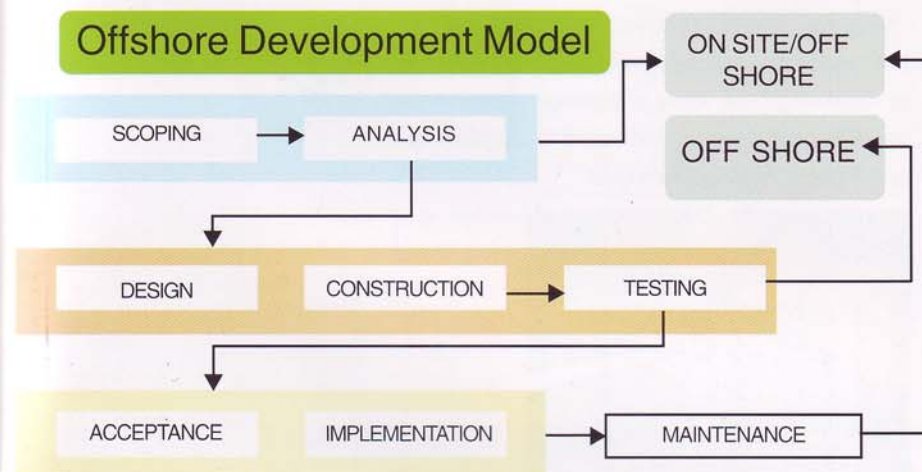 Offshore Development Model
ON SITE/OFF
SHORE
SCOPING
ANALYSIS
OFF SHORE
DESIGN
CONSTRUCTION
TESTING
ACCEPTANCE
IMPLEMENTATION
MAINTENANCE